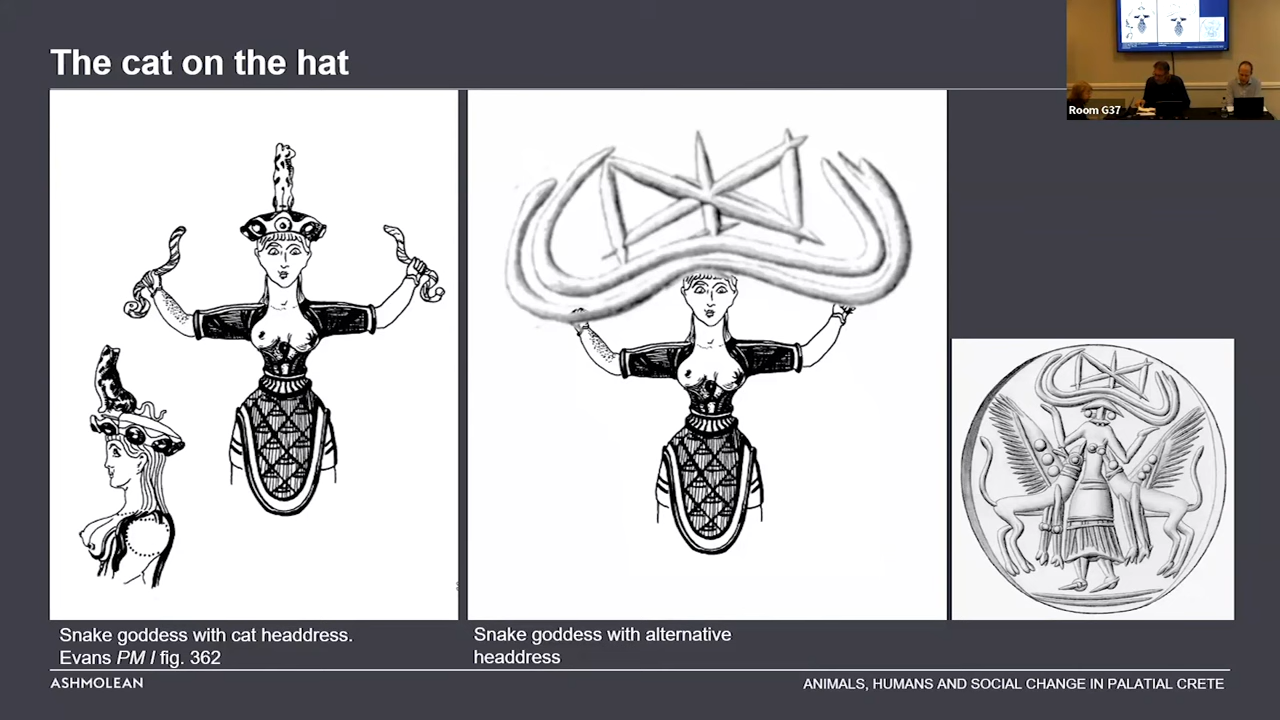 The cat on the hat
Room G37
Snake goddess with cat headdress.
Evans PM I fig. 362
Snake goddess with alternative
headdress
ASHMOLEAN
ANIMALS, HUMANS AND SOCIAL CHANGE IN PALATIAL CRETE